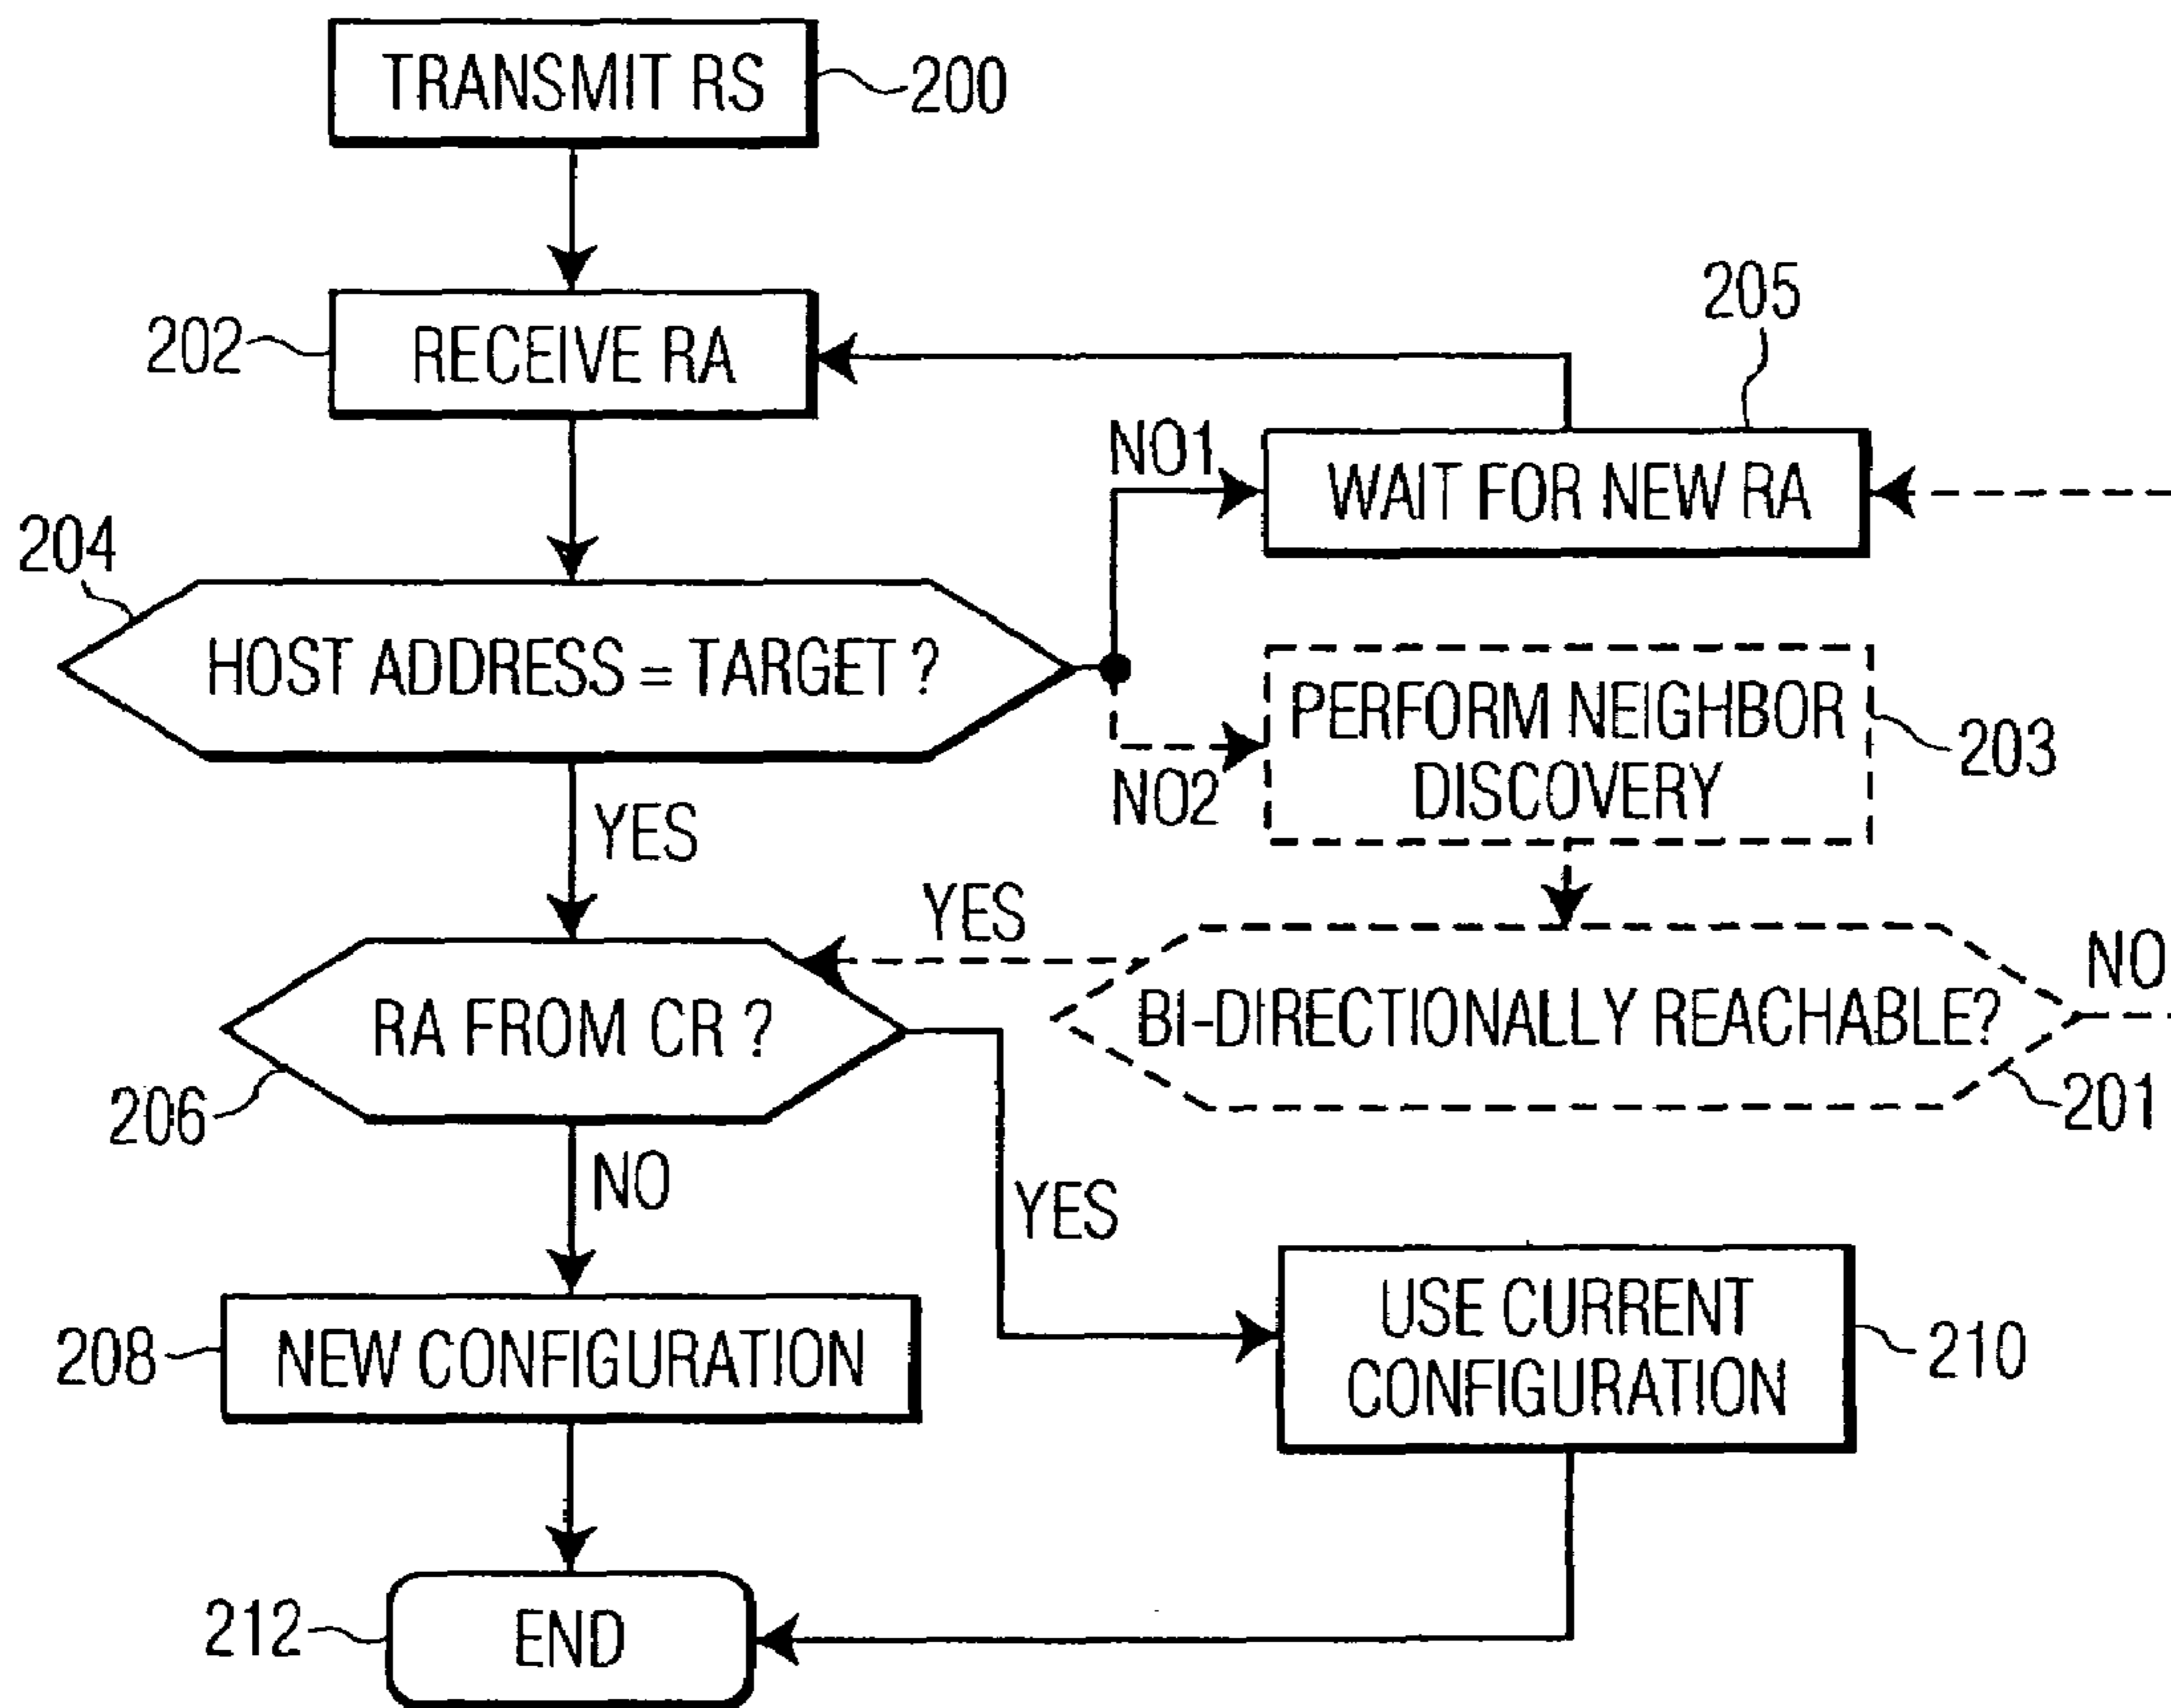 TRANSMIT RS
200
202
RECEIVE RA
205
NO1
WAIT FOR NEW RA
204
HOST ADDRESS = TARGET ?
NO2
PERFORM NEIGHBOR
DISCOVERY
203
YES
YES
RA FROM CR ?
206
BI-DIRECTIONALLY REACHABLE?
NO
201
NO
YES
208
NEW CONFIGURATION
USE CURRENT
CONFIGURATION
210
212
END